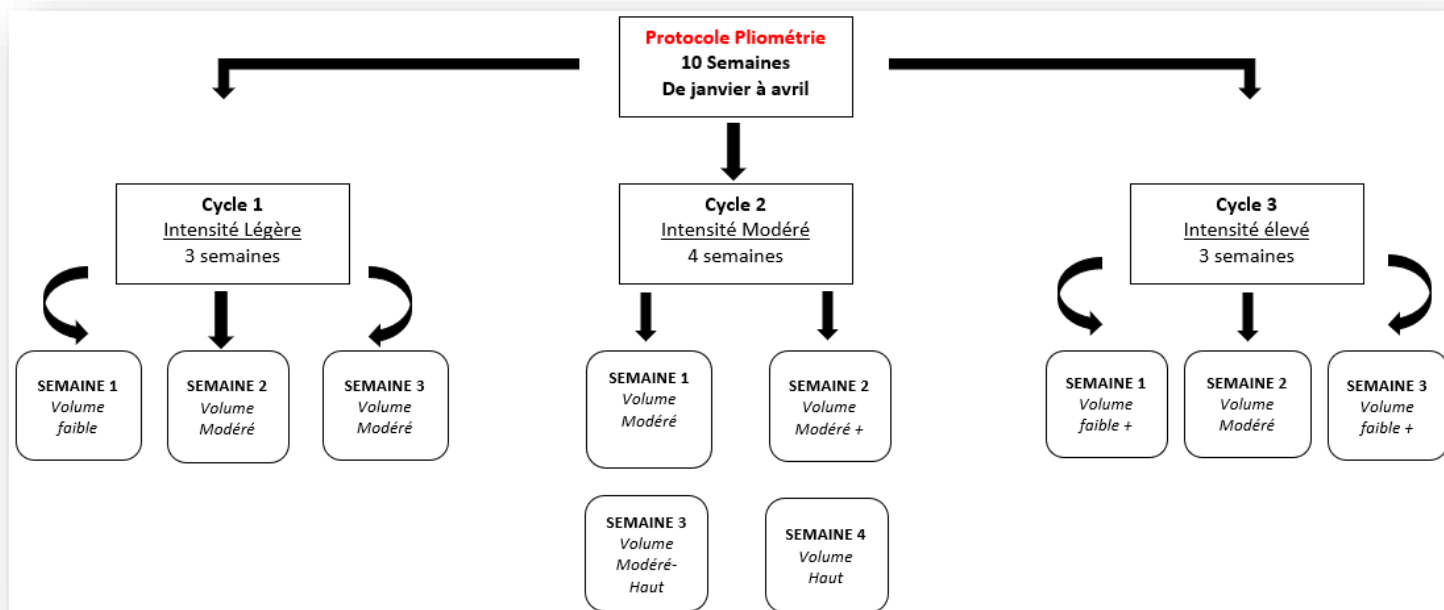 Protocole Pliométrie
10 Semaines
De janvier à avril
Cycle 1
Intensité Légère
3 semaines
Cycle 2
Intensité Modéré
4 semaines
Cycle 3
Intensité élevé
3 semaines
SEMAINE 1
Volume
faible
SEMAINE 2
Volume
Modéré
SEMAINE 3
Volume
Modéré
SEMAINE 1
Volume
Modéré
SEMAINE 2
Volume
Modéré +
SEMAINE 1
Volume
faible +
SEMAINE 2
Volume
Modéré
SEMAINE 3
Volume
faible +
SEMAINE 3
Volume
Modéré-
Haut
SEMAINE 4
Volume
Haut